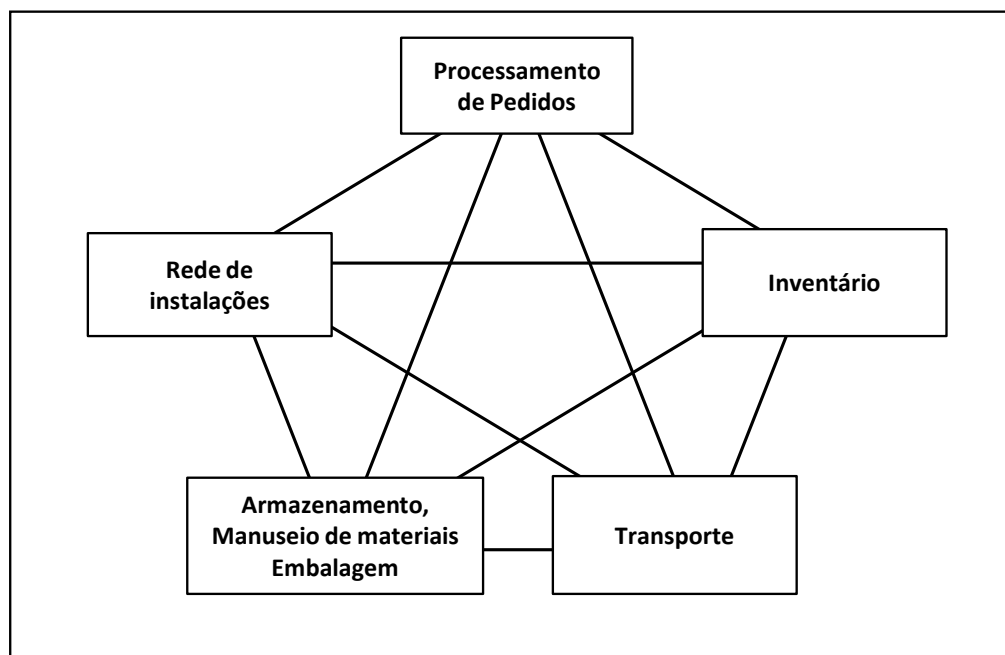 Processamento
de Pedidos
Rede de
instalações
Inventário
Armazenamento,
Manuseio de materiais
Embalagem
Transporte